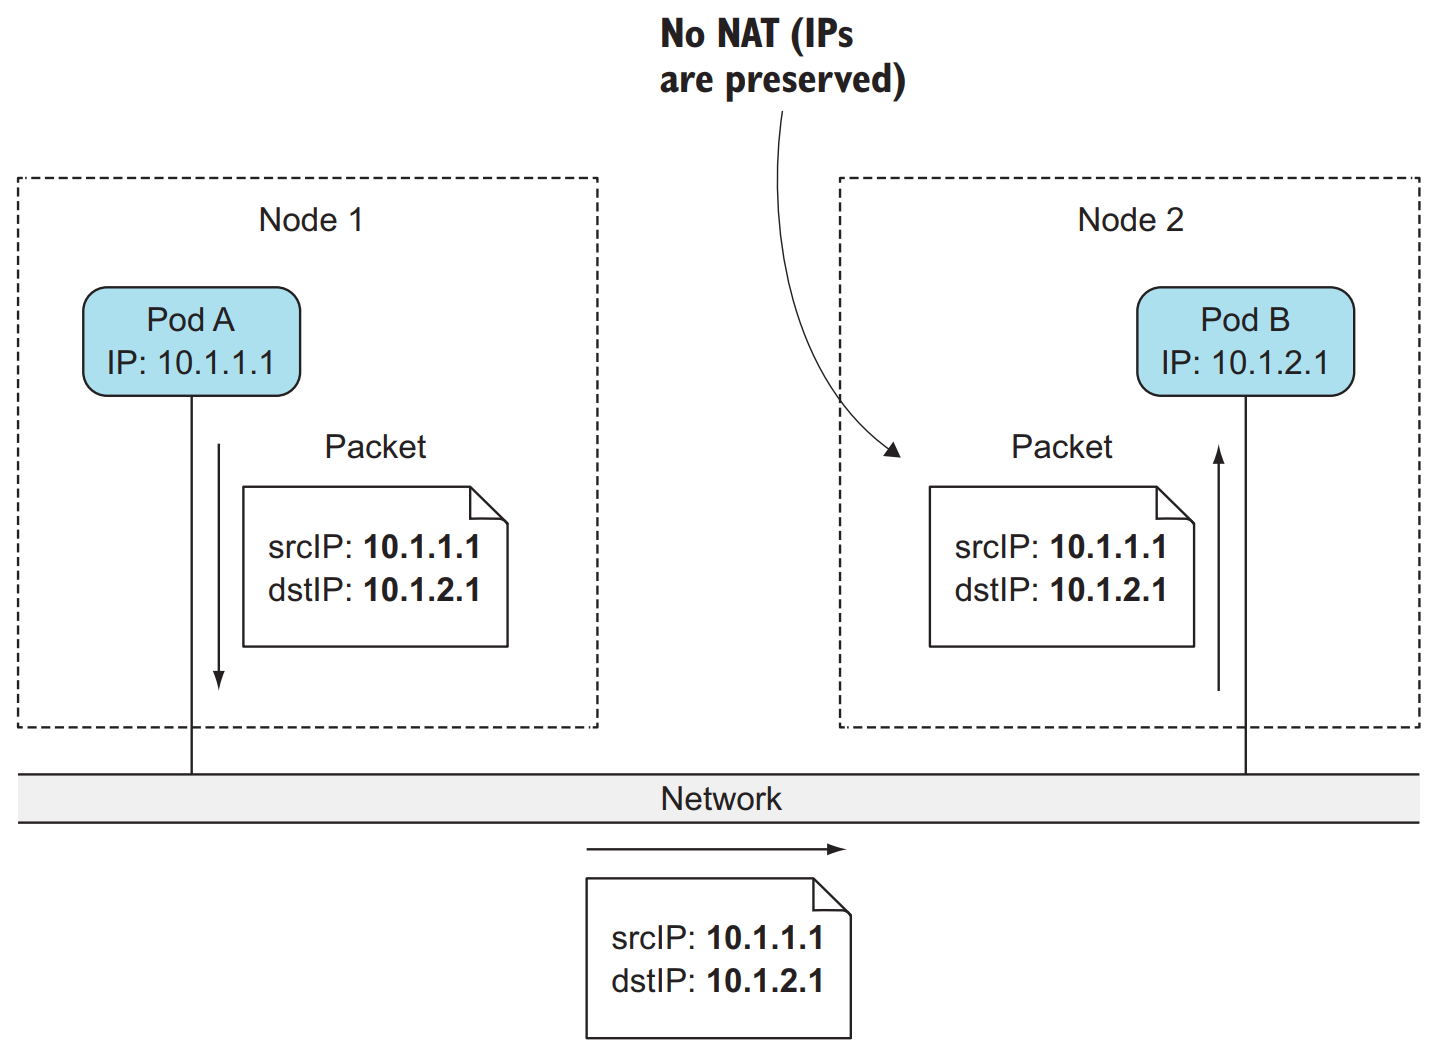 No NAT (IPs
are preserved)
Node 1
Pod A
IP: 10.1.1.1
Packet
srcIP: 10.1.1.1
dstIP: 10.1.2.1
Node 2
Pod B
IP: 10.1.2.1
Packet
srcIP: 10.1.1.1
dstIP: 10.1.2.1
Network
srcIP: 10.1.1.1
dstIP: 10.1.2.1